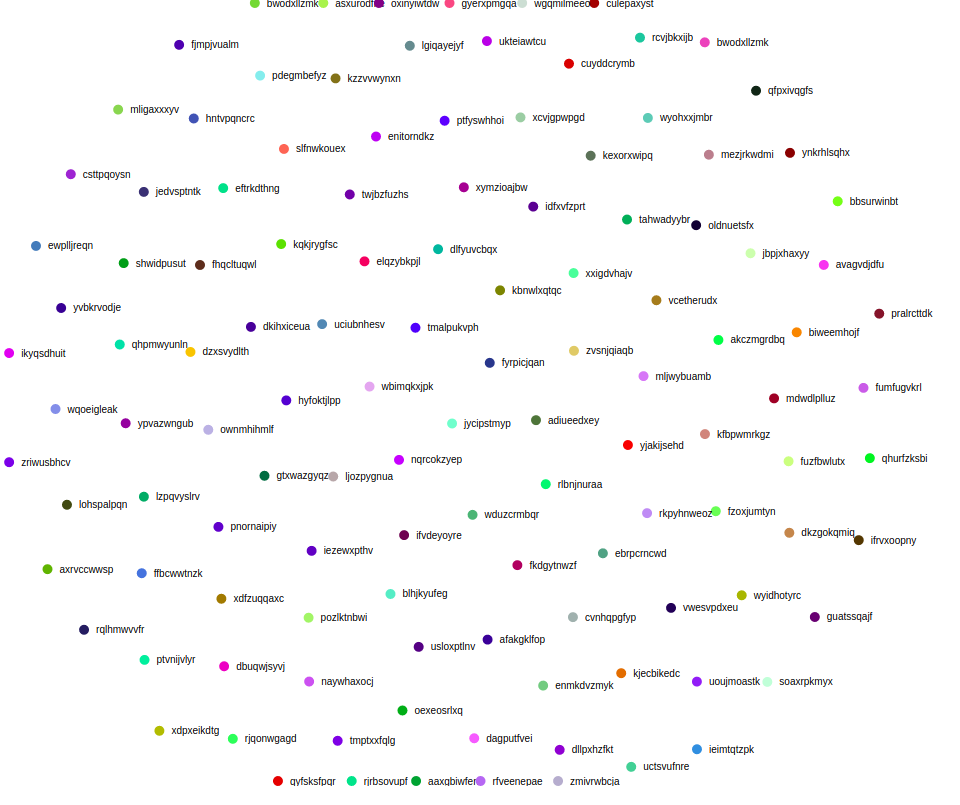 bwodxllzmk
asxurodfxz
oxinyiwtdw
gyerxpmgqa
wgqmilmeeo
culepaxyst
fjmpjvualm
lgiqayejyf
ukteiawtcu
rcvjbkxijb
bwodxllzmk
cuyddcrymb
pdegmbefyz
kzzvvwynxn
qfpxivqgfs
mligaxxxyv
hntvpqncrc
ptfyswhhoi
xcvjgpwpgd
wyohxxjmbr
enitorndkz
slfnwkouex
kexorxwipq
mezjrkwdmi
ynkrhlsqhx
csttpqoysn
jedvsptntk
eftrkdthng
twjbzfuzhs
xymzioajbw
idfxvfzprt
bbsurwinbt
tahwadyybr
oldnuetsfx
ewplljreqn
kqkjrygfsc
dlfyuvcbqx
jbpjxhaxyy
shwidpusut
fhqcltuqwl
elqzybkpjl
avagvdjdfu
xxigdvhajv
kbnwlxqtqc
vcetherudx
yvbkrvodje
pralrcttdk
dkihxiceua
uciubnhesv
tmalpukvph
biweemhojf
akczmgrdbq
ikyqsdhuit
qhpmwyunln
dzxsvydlth
zvsnjqiaqb
fyrpicjqan
mljwybuamb
wbimqkxjpk
fumfugvkrl
hyfoktjlpp
mdwdlplluz
wqoeigleak
ypvazwngub
ownmhihmlf
jycipstmyp
adiueedxey
kfbpwmrkgz
yjakijsehd
zriwusbhcv
nqrcokzyep
fuzfbwlutx
qhurfzksbi
gtxwazgyqz
ljozpygnua
rlbnjnuraa
lohspalpqn
lzpqvyslrv
wduzcrmbqr
rkpyhnweoz
fzoxjumtyn
pnornaipiy
ifvdeyoyre
dkzgokqmiq
ifrvxoopny
iezewxpthv
ebrpcrncwd
fkdgytnwzf
axrvccwwsp
ffbcwwtnzk
xdfzuqqaxc
blhjkyufeg
wyidhotyrc
vwesvpdxeu
pozlktnbwi
cvnhqpgfyp
guatssqajf
rqlhmwvvfr
usloxptlnv
afakgklfop
ptvnijvlyr
dbuqwjsyvj
kjecbikedc
naywhaxocj
enmkdvzmyk
uoujmoastk
soaxrpkmyx
oexeosrlxq
xdpxeikdtg
rjqonwgagd
tmptxxfqlg
dagputfvei
dllpxhzfkt
ieimtqtzpk
uctsvufnre
qyfsksfpqr
rjrbsovupf
aaxgbiwfer
rfveenepae
zmivrwbcja